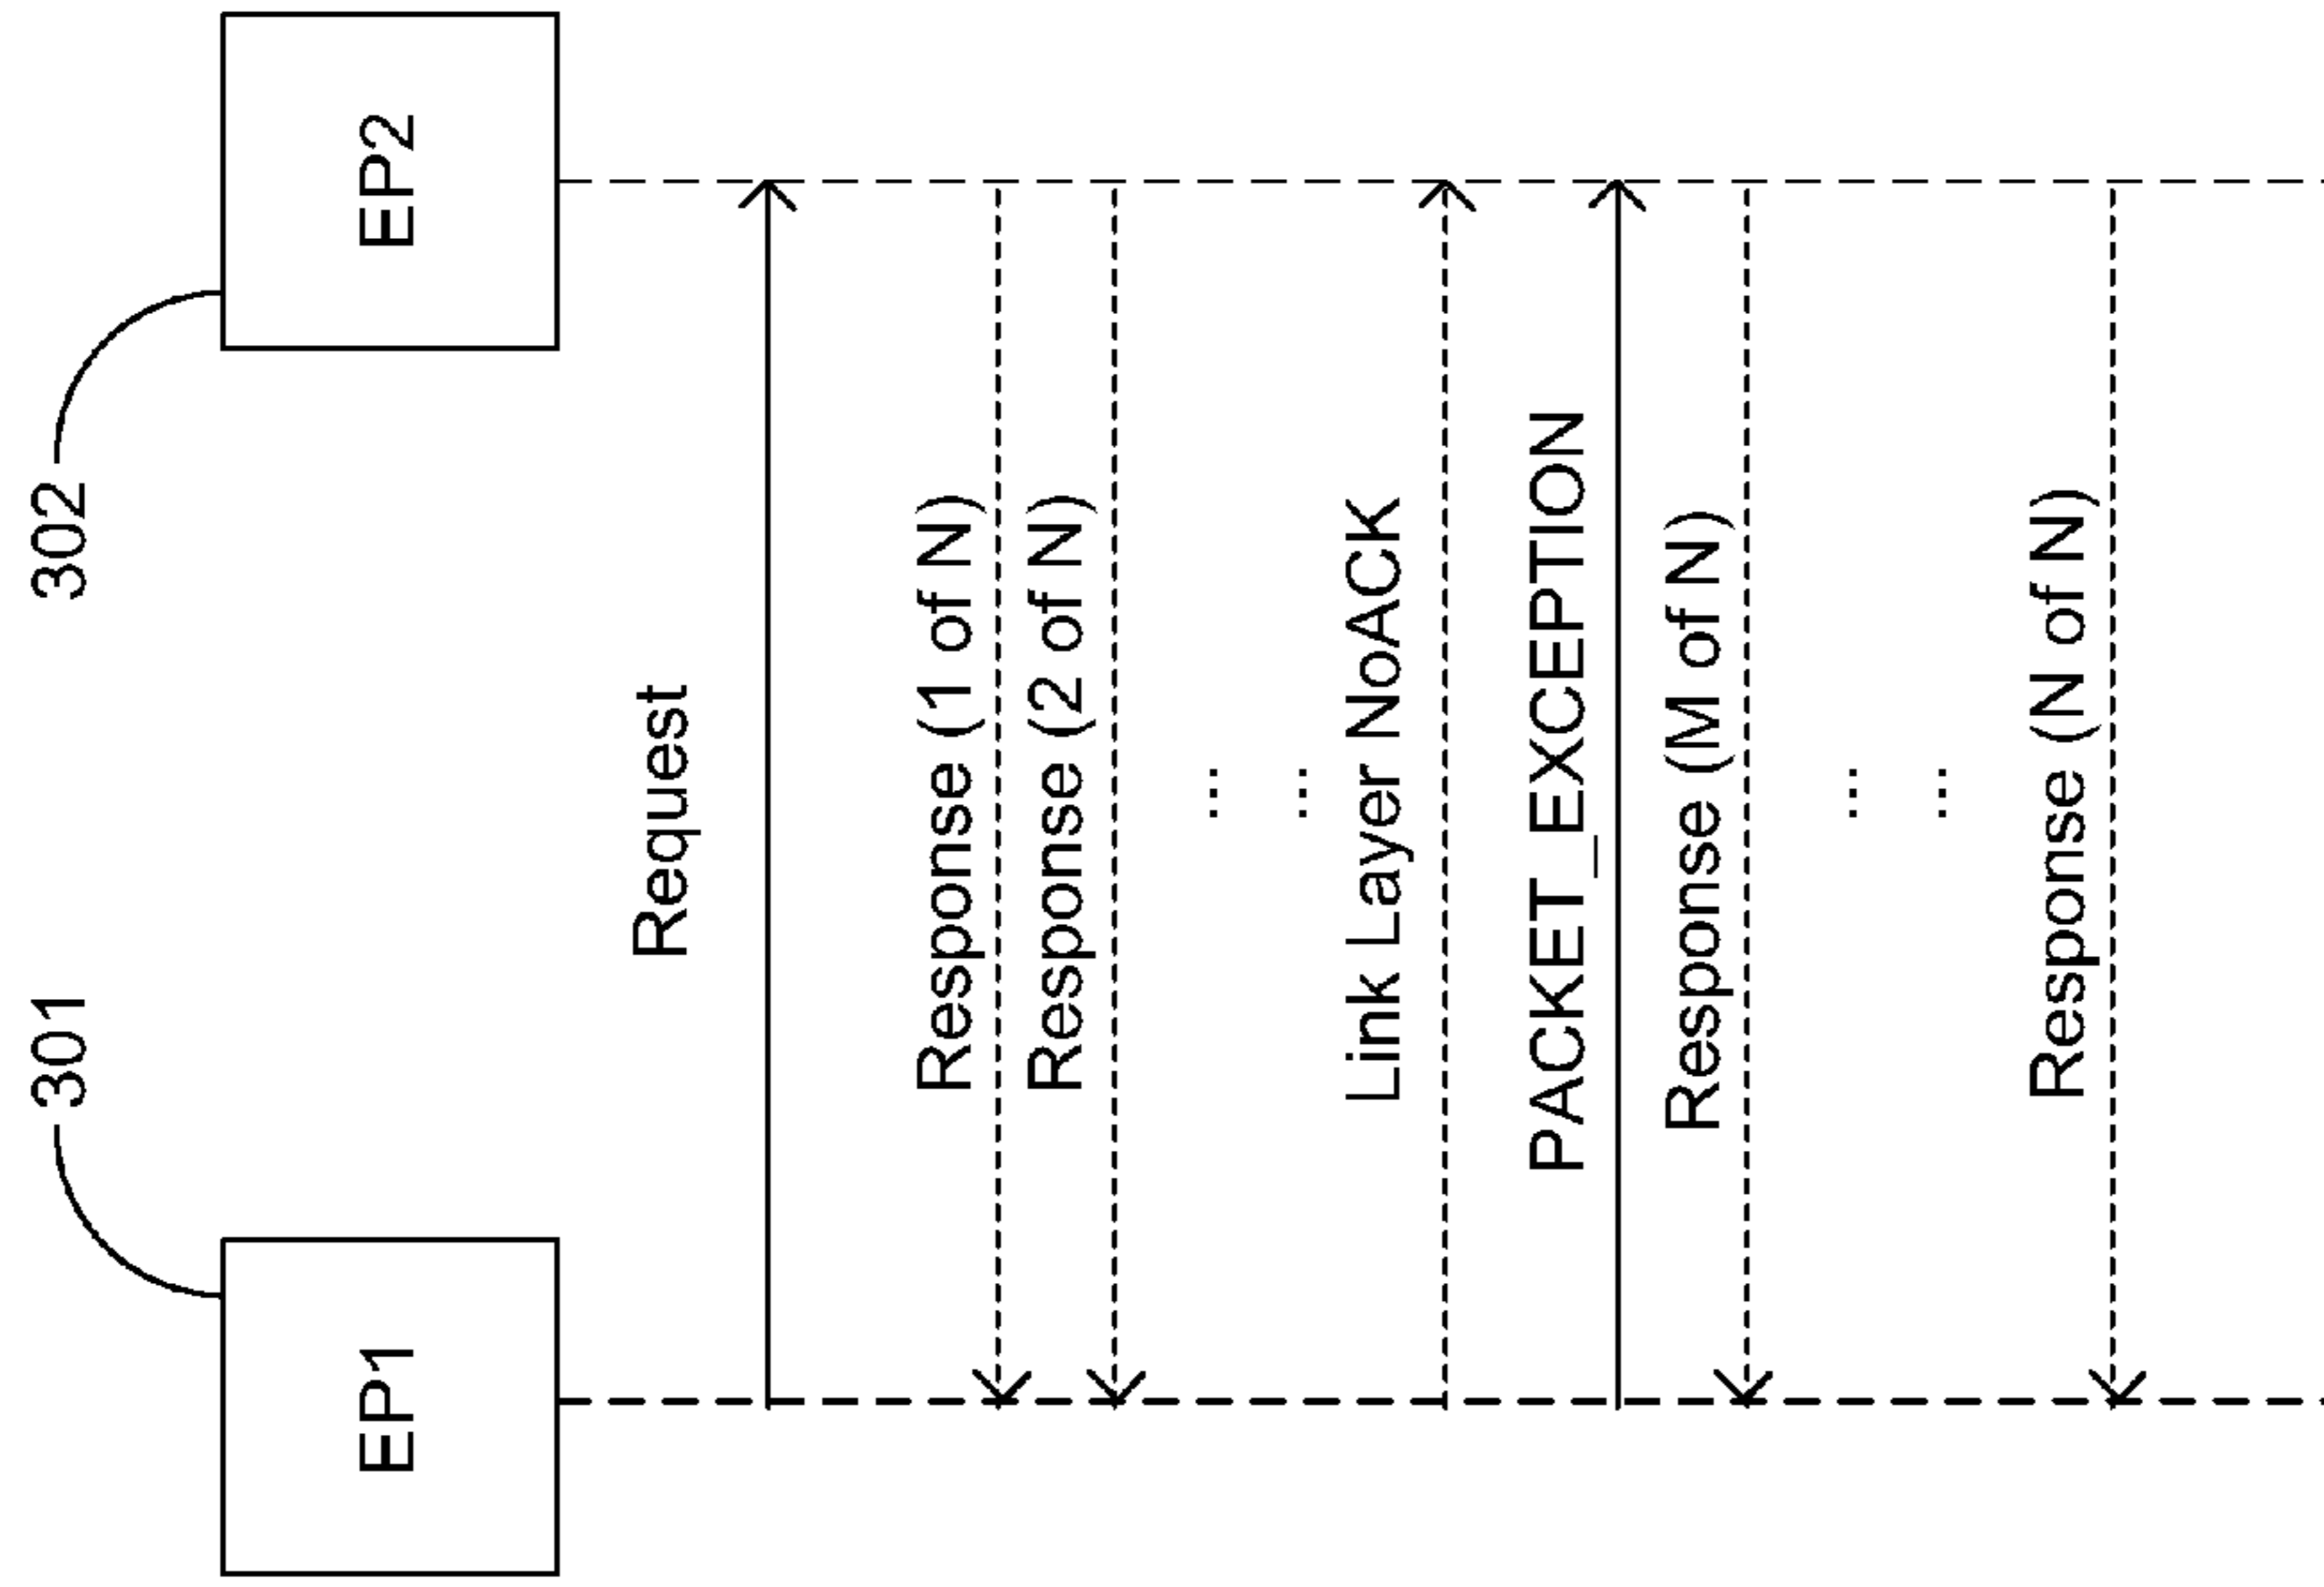 301
302
EP1
EP2
Request
Response (1 of N)
Response (2 of N)
...
...
Link Layer NoACK
PACKET_EXCEPTION
Response (M of N)
...
...
Response (N of N)